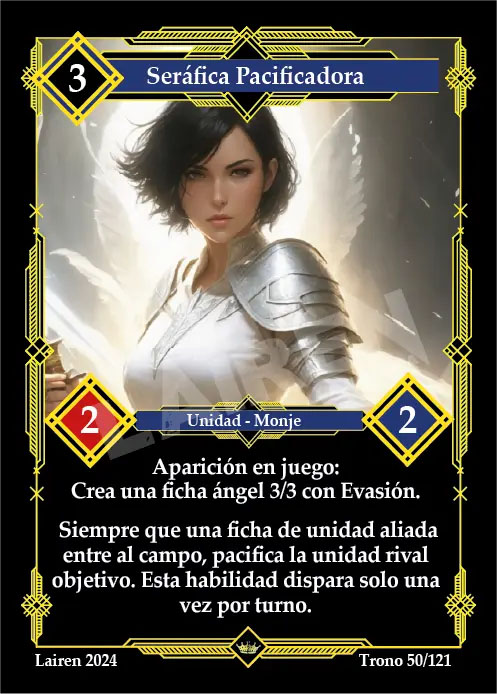 3
Seráfica Pacificadora
LAIREN
2
Unidad - Monje
2
Aparición en juego:
Crea una ficha ángel 3/3 con Evasión.
Siempre que una ficha de unidad aliada
entre al campo, pacifica la unidad rival
objetivo. Esta habilidad dispara solo una
vez por turno.
Lairen 2024
Trono 50/121